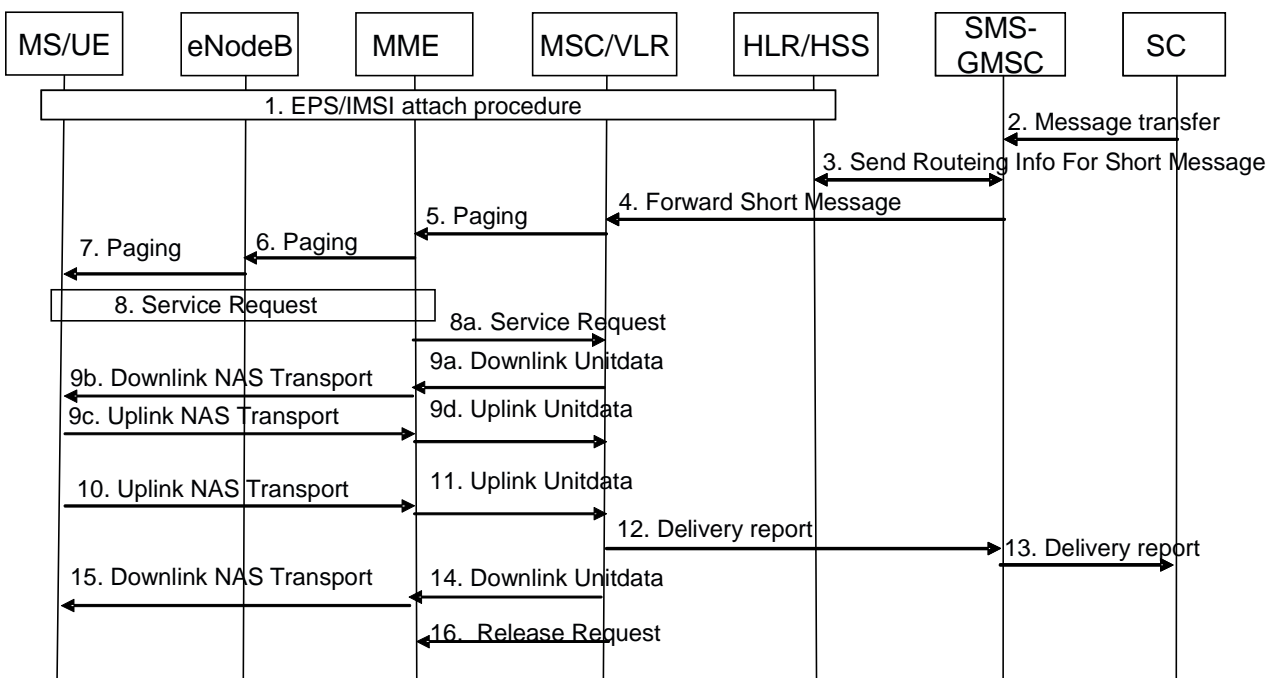 MS/UE
eNodeB
MME
MSC/VLR
HLR/HSS
SMS-
GMSC
SC
1. EPS/IMSI attach procedure
2. Message transfer
3. Send Routeing Info For Short Message
4. Forward Short Message
5. Paging
6. Paging
7. Paging
8. Service Request
8a. Service Request
9a. Downlink Unitdata
9b. Downlink NAS Transport
9c. Uplink NAS Transport
9d. Uplink Unitdata
10. Uplink NAS Transport
11. Uplink Unitdata
12. Delivery report
13. Delivery report
14. Downlink Unitdata
15. Downlink NAS Transport
16. Release Request